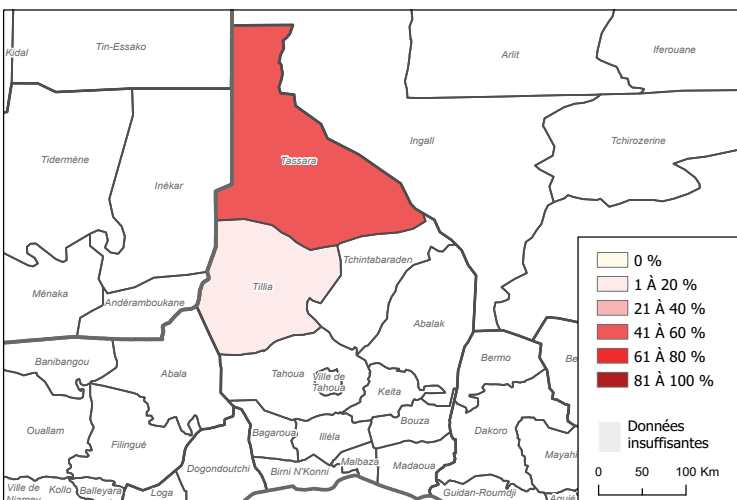 Kidal
Tin-Essako
Arlit
Iferouane
Tidermène
Inékar
Tassara
Ingall
Tchirozerine
Ménaka
Andéramboukane
Tillia
Tchintabaraden
Abalak
0 %
1 À 20 %
21 À 40 %
41 À 60 %
61 À 80 %
81 À 100 %
Données
insuffisantes
0 50 100 Km
Banibangou
Abala
Tahoua
Ville de
Tahoua
Keita
Bermo
Be
Ouallam
Filingué
Bagaroua
Illéla
Bouza
Dakoro
Mayahi
Dogondoutchi
Birni N'Konni
Malbaza
Madaoua
Ville de
Niamey
Kollo
Balleyara
Loga
Guidan-Roumdji
Aguié